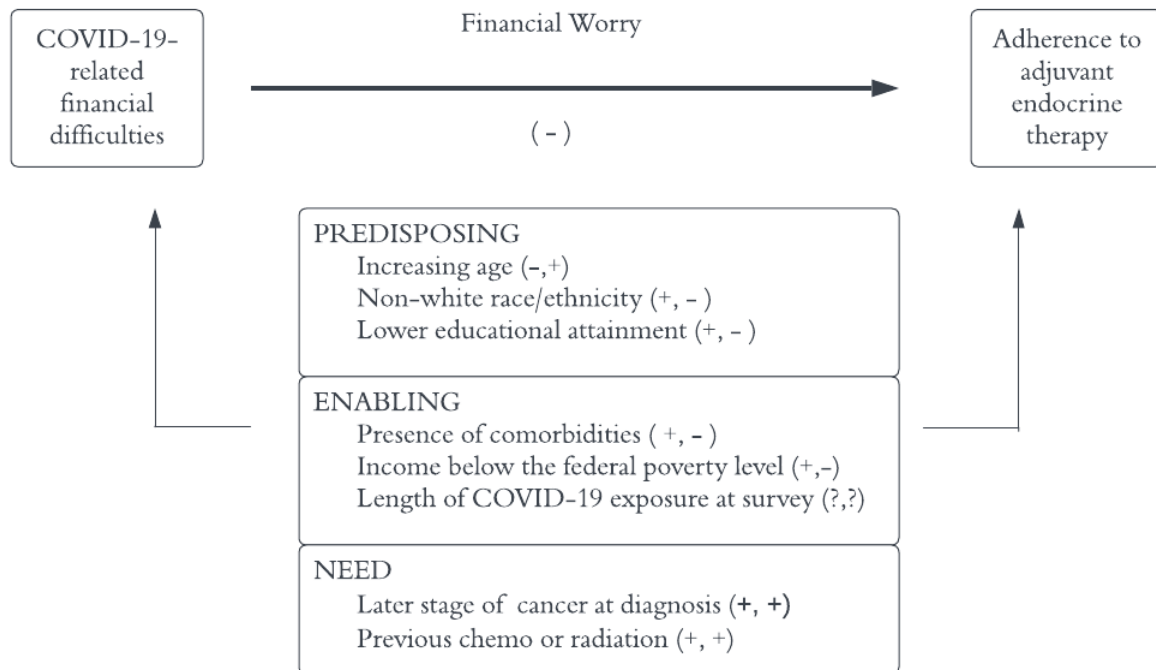 COVID-19-
related
financial
difficulties
Financial Worry
( - )
Adherence to
adjuvant
endocrine
therapy
PREDISPOSING
Increasing age (-,+)
Non-white race/ethnicity (+, - )
Lower educational attainment (+, - )
ENABLING
Presence of comorbidities ( +, - )
Income below the federal poverty level (+,-)
Length of COVID-19 exposure at survey (?,?)
NEED
Later stage of cancer at diagnosis (+, +)
Previous chemo or radiation (+, +)